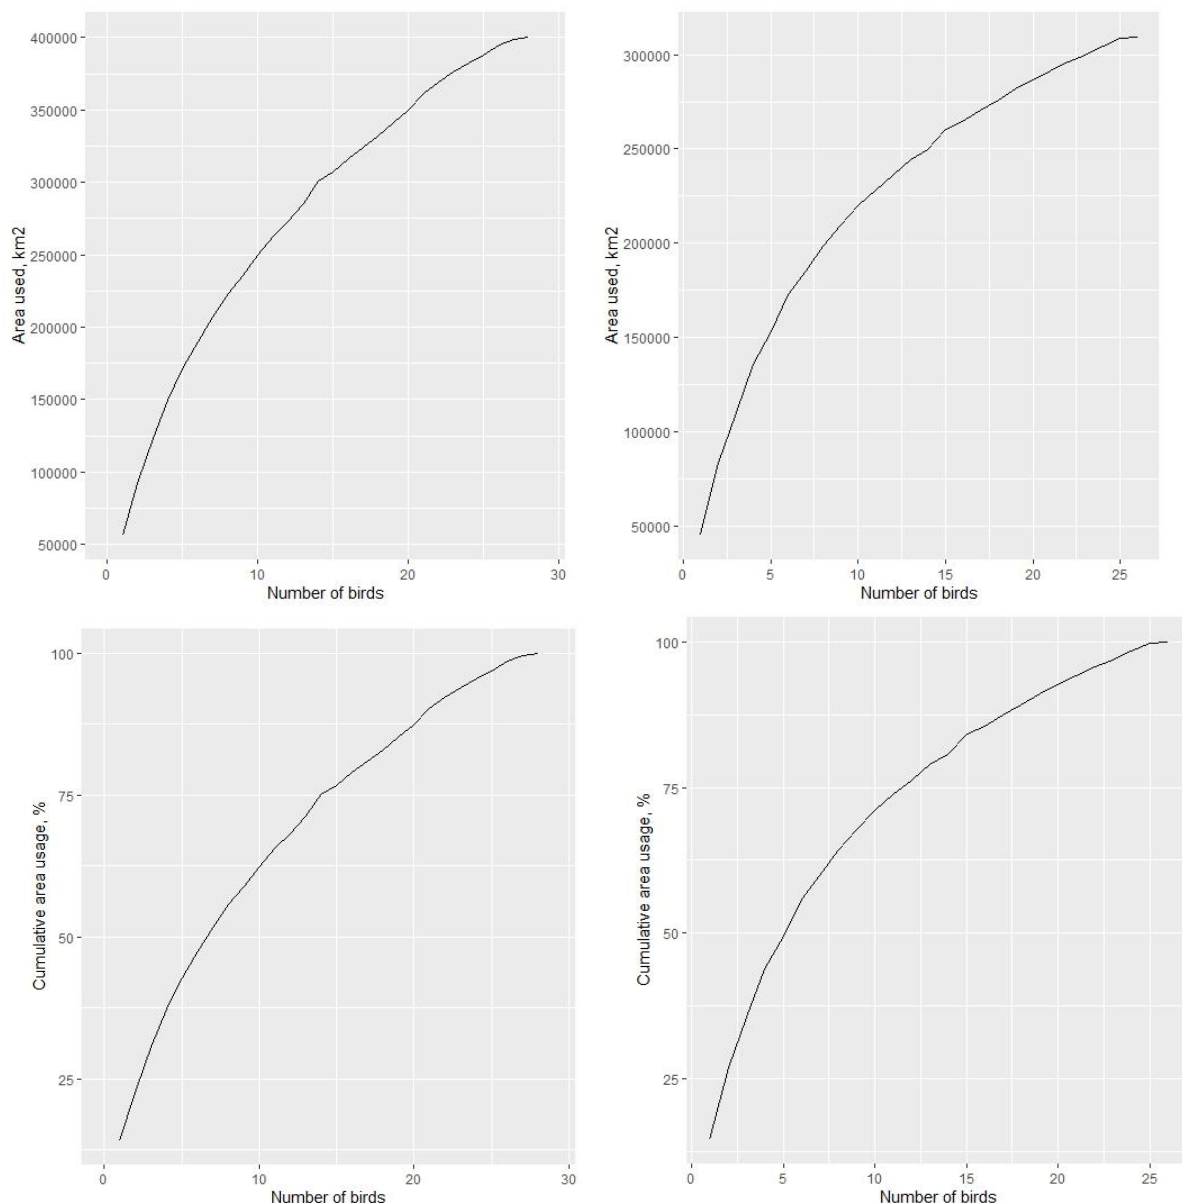 400000
350000
300000
250000
200000
150000
100000
50000
Area used, km2
0 10 20 30
Number of birds
300000
250000
200000
150000
100000
50000
Area used, km2
0 5 10 15 20 25
Number of birds
100
75
50
25
Cumulative area usage, %
0 10 20 30
Number of birds
100
75
50
25
Cumulative area usage, %
0 5 10 15 20 25
Number of birds